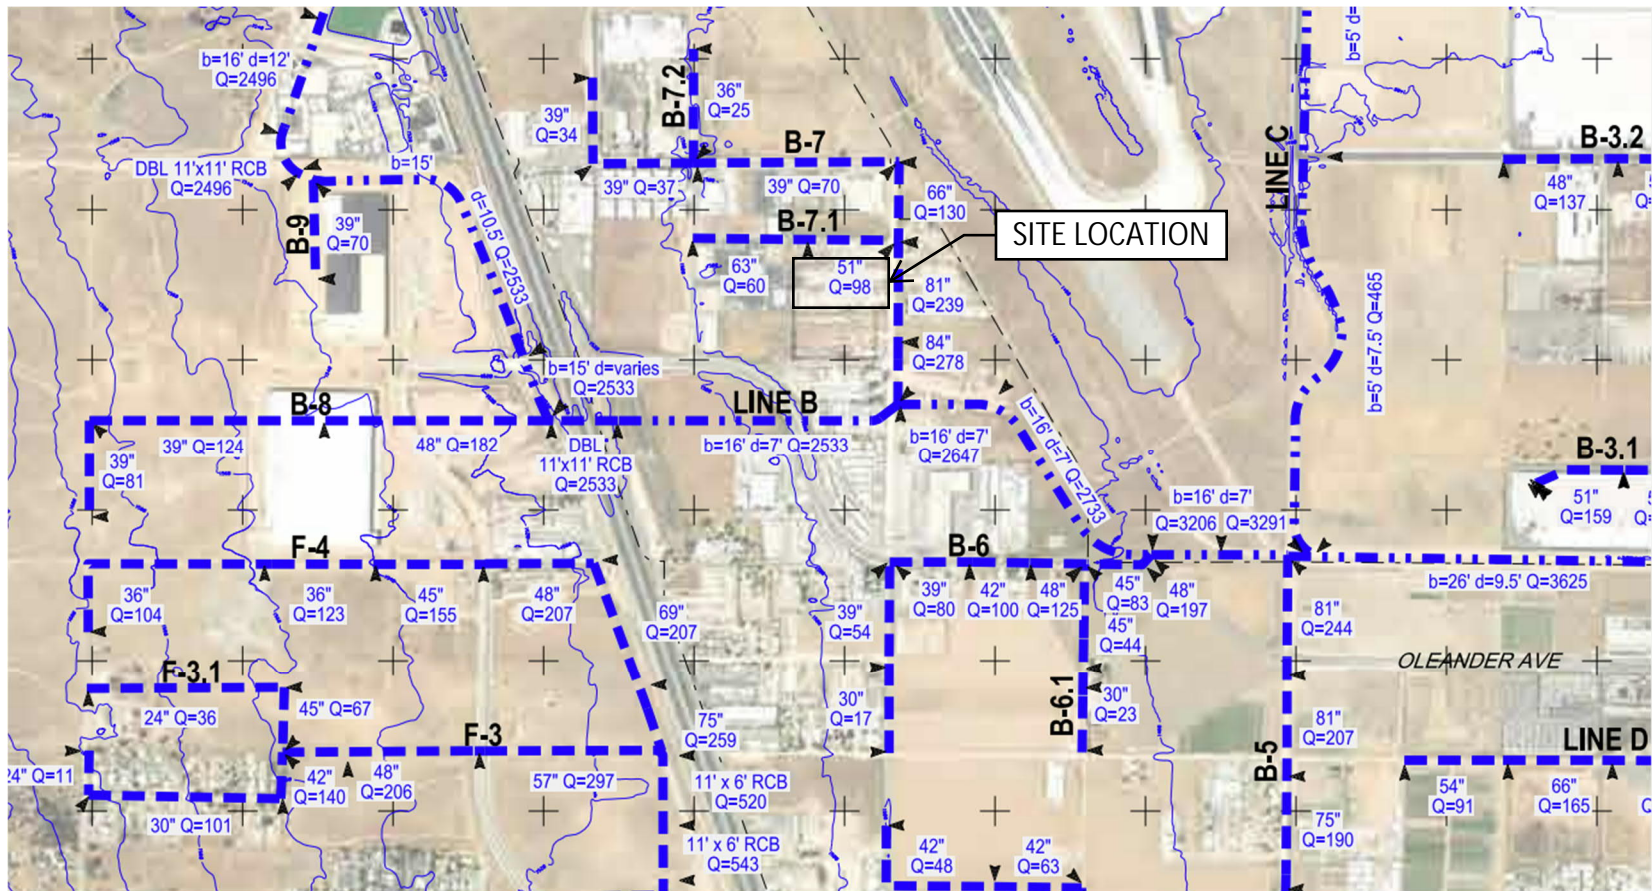 b=16' d=12'
Q=2496
DBL 11'x11' RCB
Q=2496
b=15'
B-9
39"
Q=70
d=10.5' Q=2533
39"
Q=34
B-7.2
36"
Q=25
B-7
39" Q=37
39" Q=70
66"
Q=130
B-7.1
63"
Q=60
51"
Q=98
SITE LOCATION
81"
Q=239
84"
Q=278
LINE C
b=5' d=
b=5' d=7.5' Q=465
B-3.2
48"
Q=137
b=15' d=varies
Q=2533
B-8
39" Q=124
48" Q=182
39"
Q=81
DBL
11'x11' RCB
Q=2533
LINE B
b=16' d=7' Q=2533
b=16' d=7'
Q=2647
b=16' d=7' Q=2733
b=16' d=7'
Q=3206 Q=3291
B-3.1
51"
Q=159
F-4
36"
Q=104
36"
Q=123
45"
Q=155
48"
Q=207
69"
Q=207
B-6
39"
Q=80
42"
Q=100
48"
Q=125
45"
Q=83
48"
Q=197
39"
Q=54
45"
Q=44
b=26' d=9.5' Q=3625
81"
Q=244
OLEANDER AVE
F-3.1
24" Q=36
45" Q=67
30"
Q=17
B-6.1
30"
Q=23
F-3
75"
Q=259
81"
Q=207
B-5
LINE D
24" Q=11
42"
Q=140
48"
Q=206
57" Q=297
11' x 6' RCB
Q=520
54"
Q=91
66"
Q=165
30" Q=101
11' x 6' RCB
Q=543
42"
Q=48
42"
Q=63
75"
Q=190